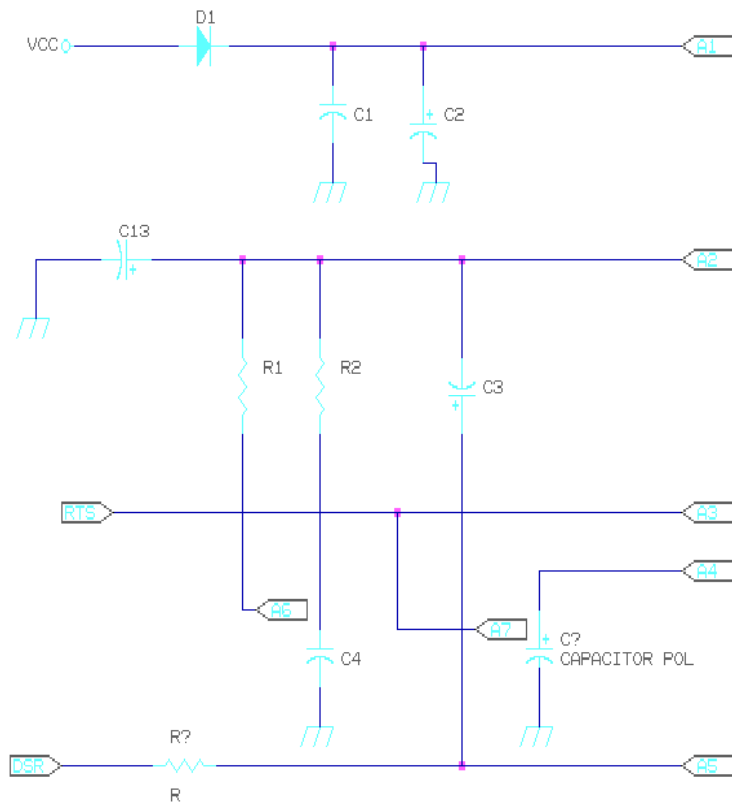 D1
VCC
A1
C1
C2
C13
A2
R1
R2
C3
RTS
A3
A4
A6
A7
C?
CAPACITOR POL
C4
R?
DSR
A5
R